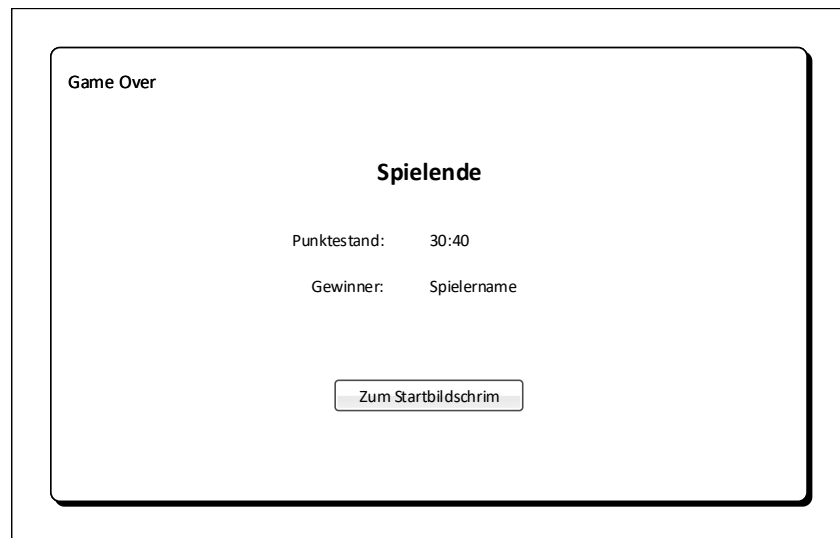 Game Over
Spielende
Punktestand: 30:40
Gewinner: Spielername
Zum Startbildschrim